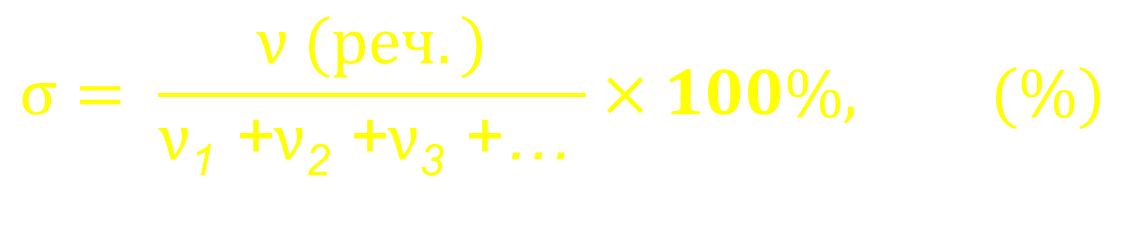 σ = ν (реч.) / ν₁ +ν₂ +ν₃ +… × 100%, (%)